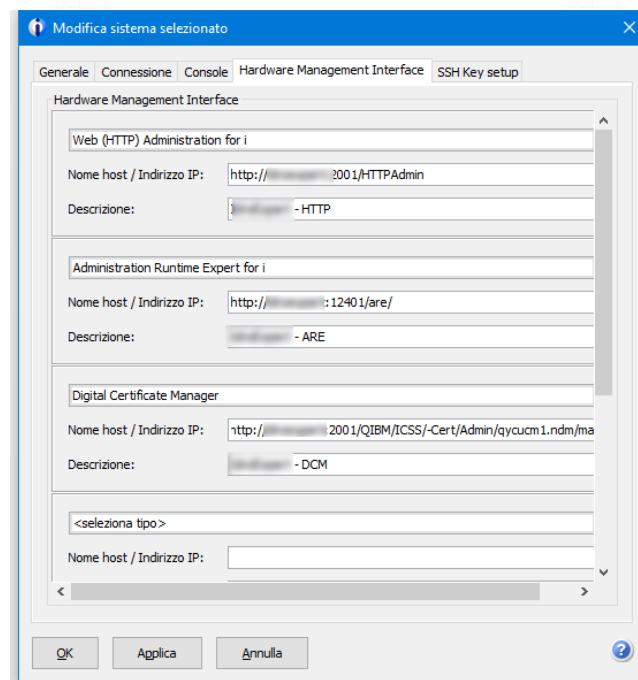 Modifica sistema selezionato
Generale Connessione Console Hardware Management Interface SSH Key setup
Hardware Management Interface
Web (HTTP) Administration for i
Nome host / Indirizzo IP: http:// 2001/HTTPAdmin
Descrizione: - HTTP
Administration Runtime Expert for i
Nome host / Indirizzo IP: http:// :12401/are/
Descrizione: - ARE
Digital Certificate Manager
Nome host / Indirizzo IP: http:/ 2001/QIBM/ICSS/-Cert/Admin/qycucm1.ndm/ma
Descrizione: - DCM
<seleziona tipo>
Nome host / Indirizzo IP:
OK Applica Annulla